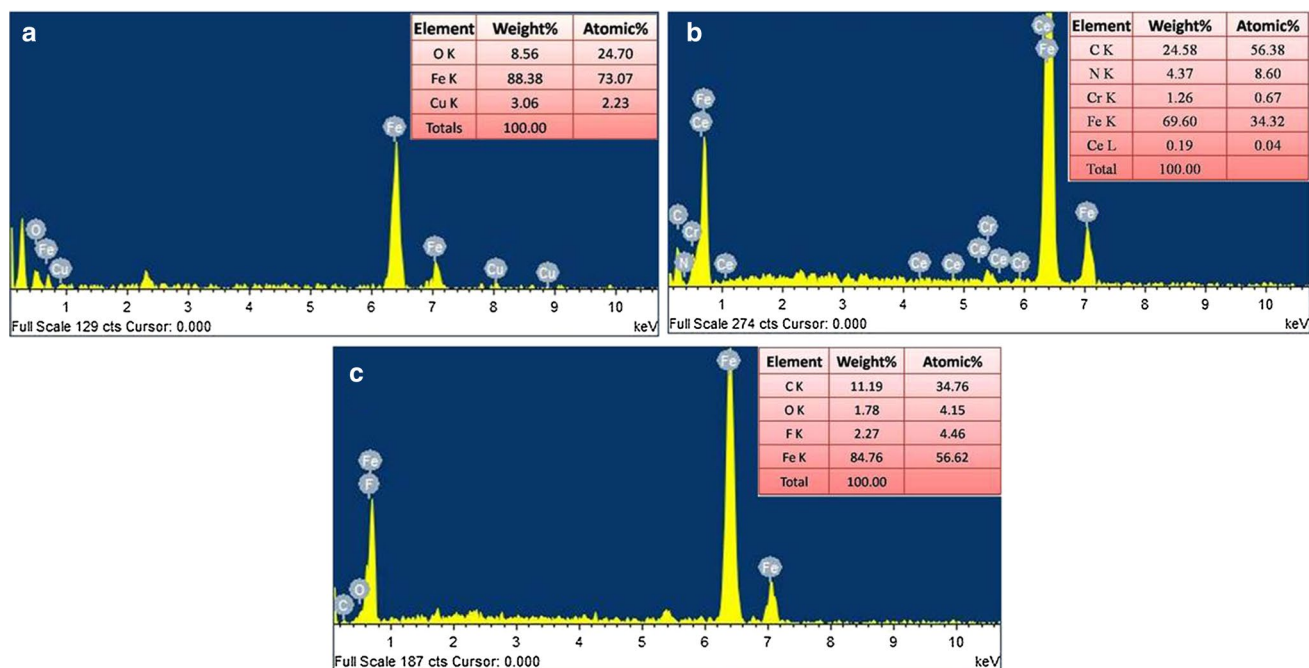 a
Element Weight% Atomic%
O K 8.56 24.70
Fe K 88.38 73.07
Cu K 3.06 2.23
Totals 100.00
Fe
O
Fe
Cu
Fe
Cu
Cu
1 2 3 4 5 6 7 8 9 10
Full Scale 129 cts Cursor: 0.000 keV
b
Element Weight% Atomic%
C K 24.58 56.38
N K 4.37 8.60
Cr K 1.26 0.67
Fe K 69.60 34.32
Ce L 0.19 0.04
Total 100.00
Ce
Fe
Fe
Ce
C
Cr
N
Ce
Ce
Ce
Cr
Ce
Ce
Cr
Fe
1 2 3 4 5 6 7 8 9 10
Full Scale 274 cts Cursor: 0.000 keV
c
Element Weight% Atomic%
C K 11.19 34.76
O K 1.78 4.15
F K 2.27 4.46
Fe K 84.76 56.62
Total 100.00
Fe
Fe
F
O
C
Fe
1 2 3 4 5 6 7 8 9 10
Full Scale 187 cts Cursor: 0.000 keV